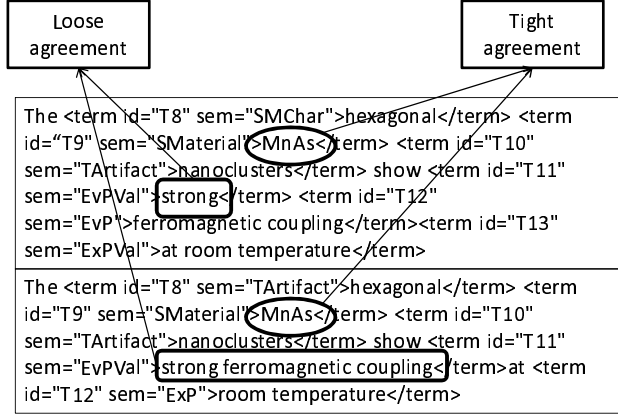 Loose
agreement
Tight
agreement
The <term id="T8" sem="SMChar">hexagonal</term> <term
id=“T9" sem="SMaterial">MnAs</term> <term id="T10"
sem="TArtifact">nanoclusters</term> show <term id="T11"
sem="EvPVal">strong</term> <term id="T12"
sem="EvP">ferromagnetic coupling</term><term id="T13"
sem="ExPVal">at room temperature</term>
The <term id="T8" sem="TArtifact">hexagonal</term> <term
id="T9" sem="SMaterial">MnAs</term> <term id="T10"
sem="TArtifact">nanoclusters</term> show <term id="T11"
sem="EvPVal">strong ferromagnetic coupling</term>at <term
id="T12" sem="ExP">room temperature</term>